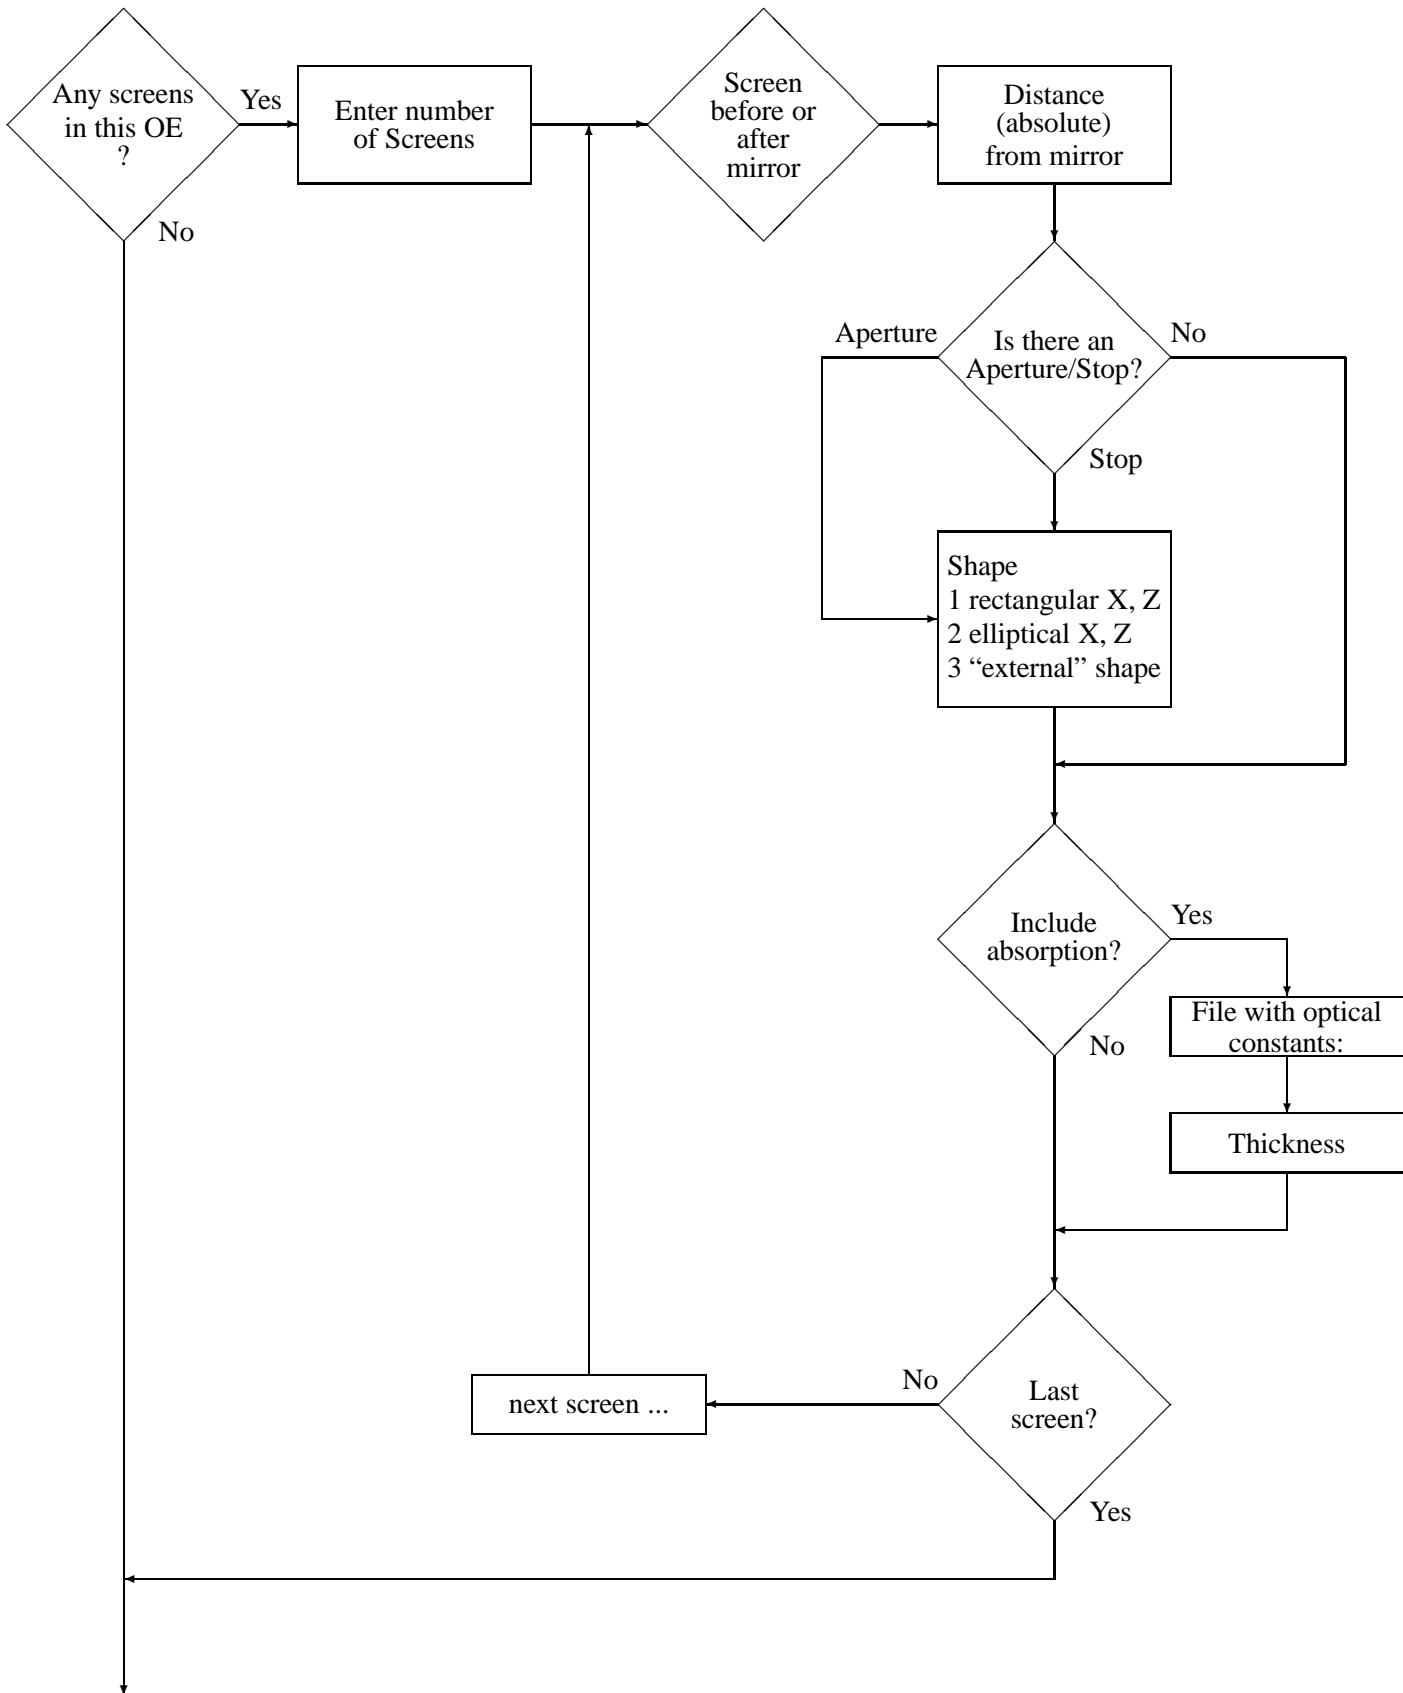 Any screens
in this OE
?
Yes
No
Enter number
of Screens
Screen
before or
after
mirror
Distance
(absolute)
from mirror
Is there an
Aperture/Stop?
Aperture
No
Stop
Shape
1 rectangular X, Z
2 elliptical X, Z
3 “external” shape
Include
absorption?
Yes
No
File with optical
constants:
Thickness
Last
screen?
No
Yes
next screen ...